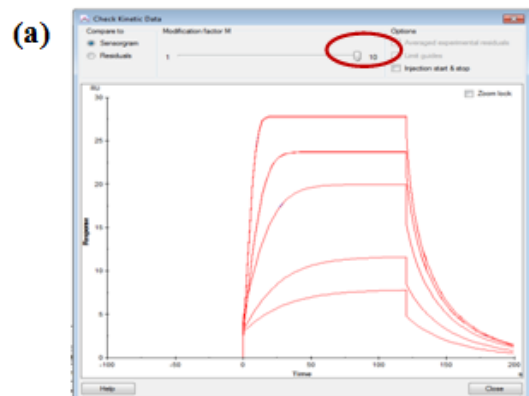 (a)
Check Kinetic Data
Compare to
Sensorgram
Residuals
Modification factor M
1
10
Options
Averaged experimental residuals
Limit guides
Injection start & stop
Zoom lock
RU
30
25
20
15
10
5
0
Response
-100 -50 0 50 100 150 200
Time
s
Help
Close